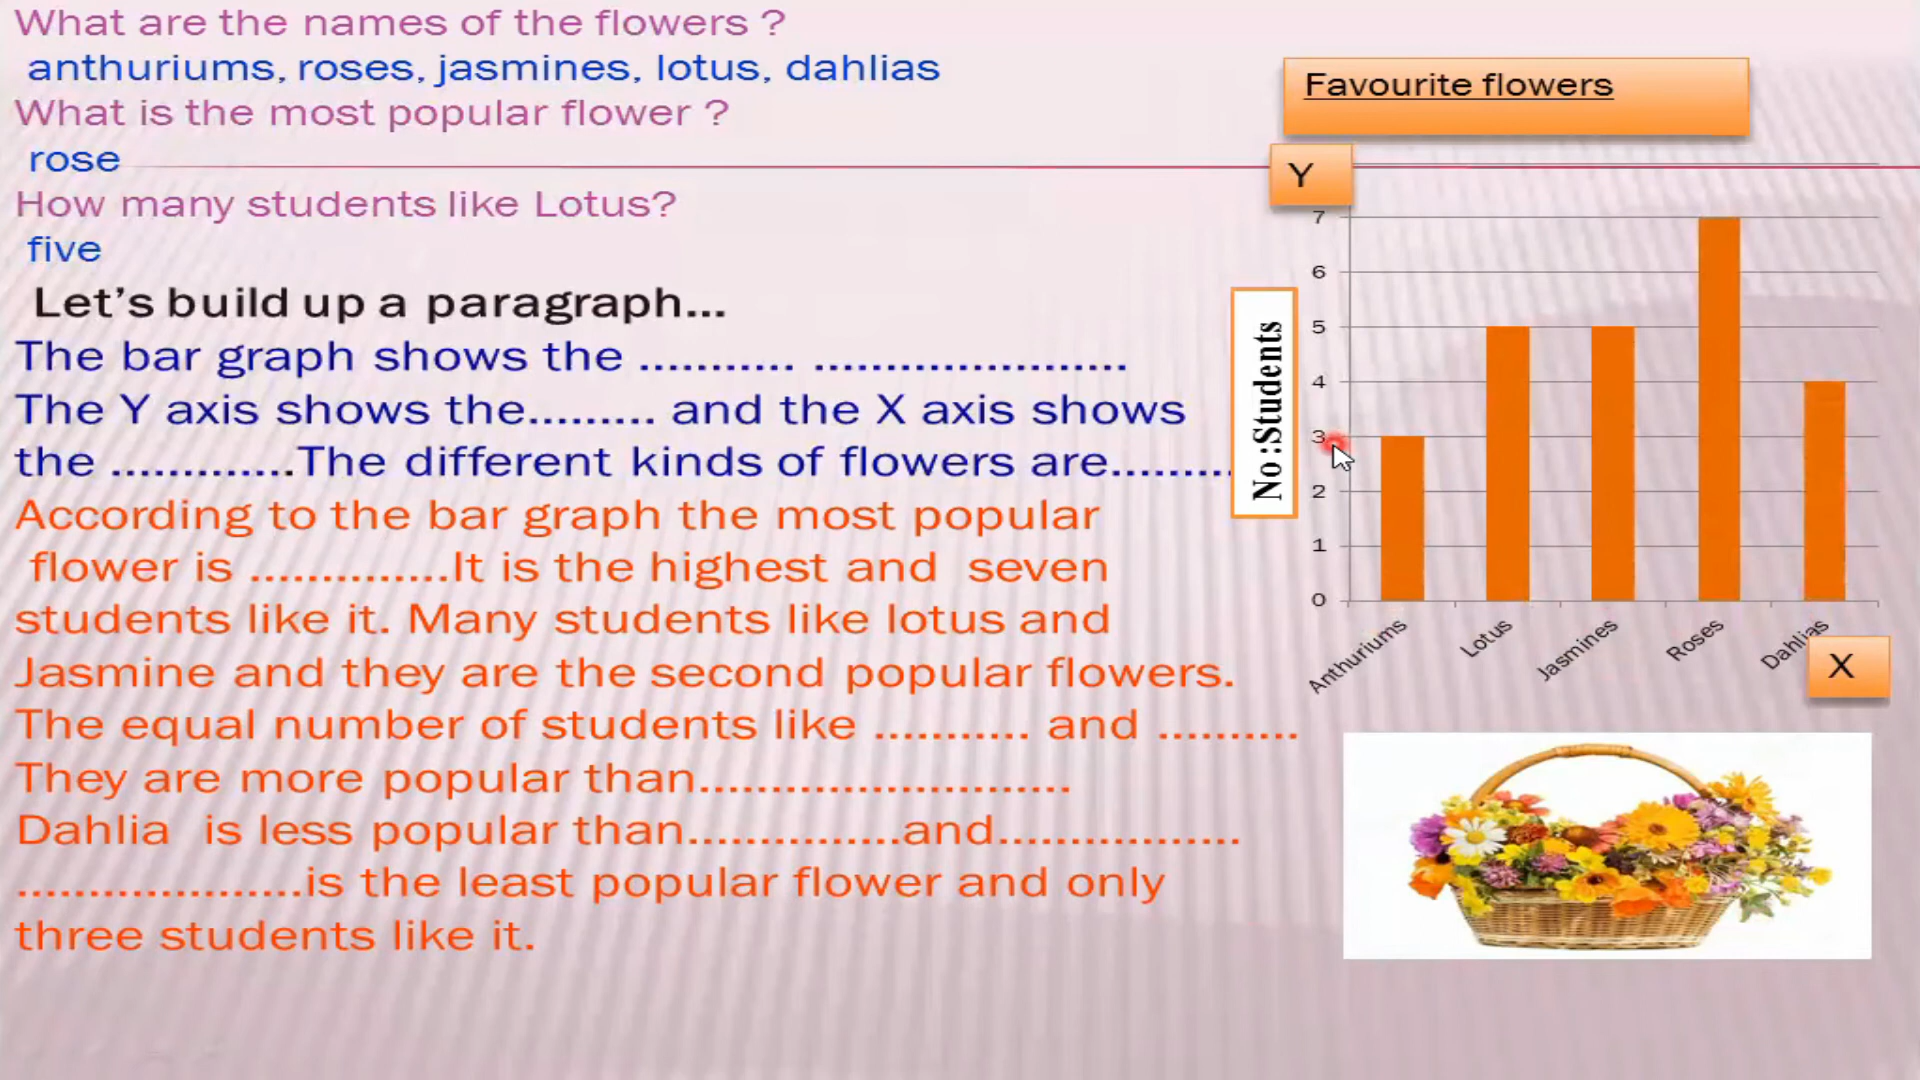 What are the names of the flowers ?
anthuriums, roses, jasmines, lotus, dahlias
What is the most popular flower ?
rose
How many students like Lotus?
five
Let's build up a paragraph...
The bar graph shows the ........... ......................
The Y axis shows the......... and the X axis shows
the .............The different kinds of flowers are.........
According to the bar graph the most popular
flower is ..............It is the highest and seven
students like it. Many students like lotus and
Jasmine and they are the second popular flowers.
The equal number of students like ........... and ..........
They are more popular than..........................
Dahlia is less popular than...............and.................
....................is the least popular flower and only
three students like it.
Favourite flowers
Y
7
6
5
4
3
2
1
0
No :Students
Anthuriums
Lotus
Jasmines
Roses
Dahlias
X